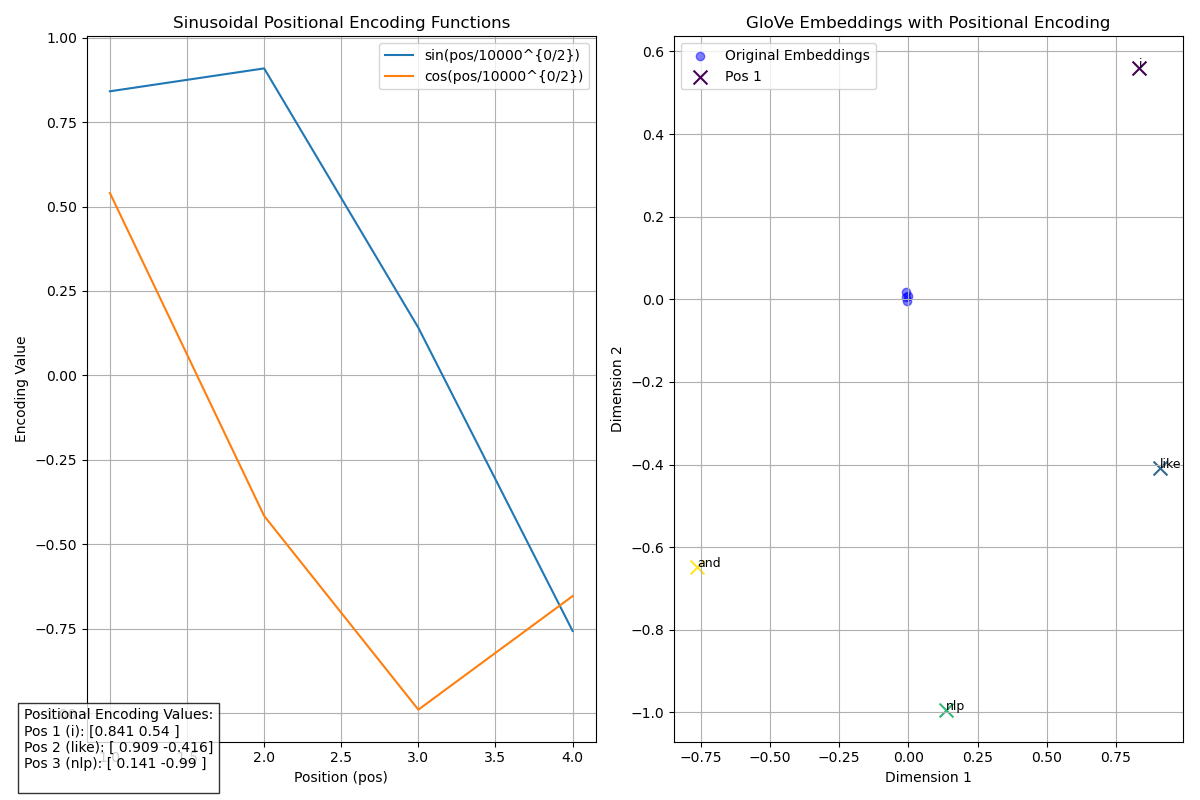 Sinusoidal Positional Encoding Functions
sin(pos/10000^{0/2})
cos(pos/10000^{0/2})
1.00
0.75
0.50
0.25
0.00
−0.25
−0.50
−0.75
Encoding Value
2.0
2.5
3.0
3.5
4.0
Position (pos)
Positional Encoding Values:
Pos 1 (i): [0.841 0.54 ]
Pos 2 (like): [ 0.909 -0.416]
Pos 3 (nlp): [ 0.141 -0.99 ]
GloVe Embeddings with Positional Encoding
Original Embeddings
Pos 1
i
like
and
nlp
0.6
0.4
0.2
0.0
−0.2
−0.4
−0.6
−0.8
−1.0
Dimension 2
−0.75
−0.50
−0.25
0.00
0.25
0.50
0.75
Dimension 1